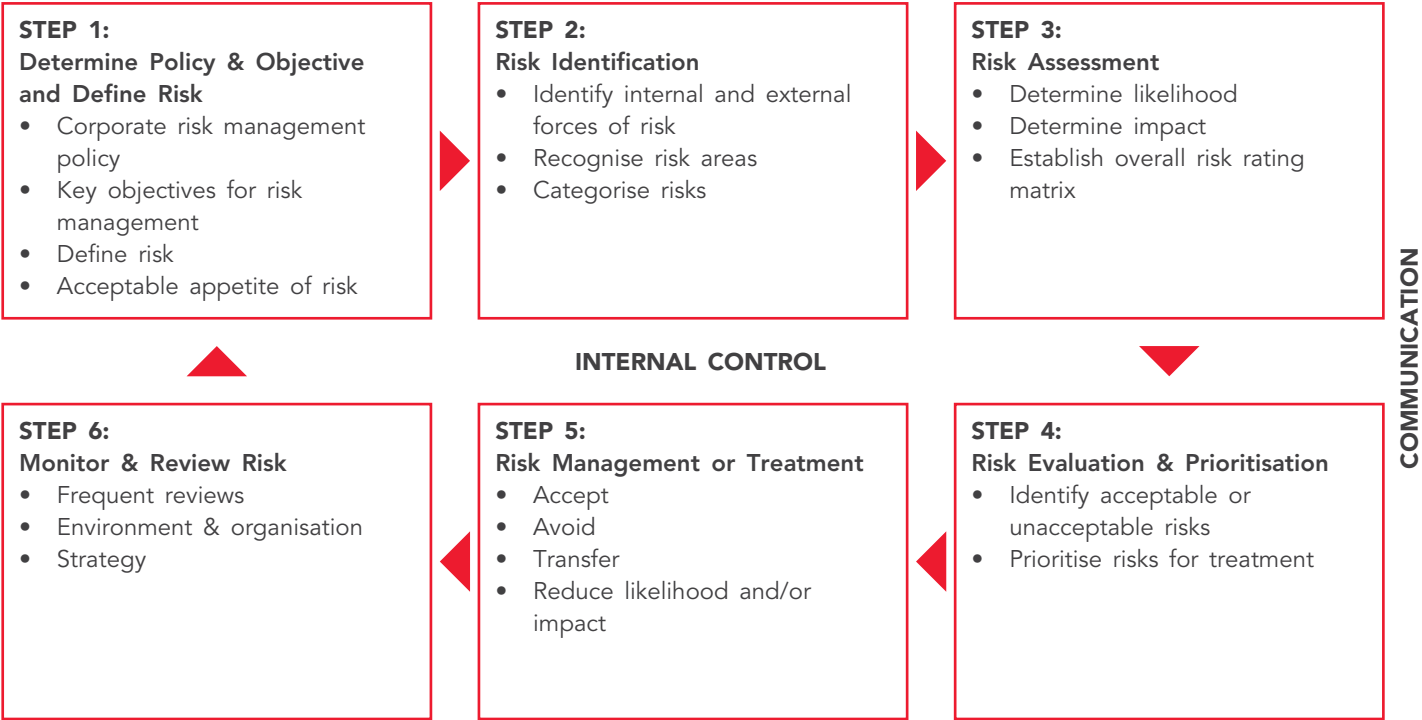 STEP 1:
Determine Policy & Objective
and Define Risk
• Corporate risk management
policy
• Key objectives for risk
management
• Define risk
• Acceptable appetite of risk
STEP 2:
Risk Identification
• Identify internal and external
forces of risk
• Recognise risk areas
• Categorise risks
STEP 3:
Risk Assessment
• Determine likelihood
• Determine impact
• Establish overall risk rating
matrix
COMMUNICATION
INTERNAL CONTROL
STEP 4:
Risk Evaluation & Prioritisation
• Identify acceptable or
unacceptable risks
• Prioritise risks for treatment
STEP 5:
Risk Management or Treatment
• Accept
• Avoid
• Transfer
• Reduce likelihood and/or
impact
STEP 6:
Monitor & Review Risk
• Frequent reviews
• Environment & organisation
• Strategy